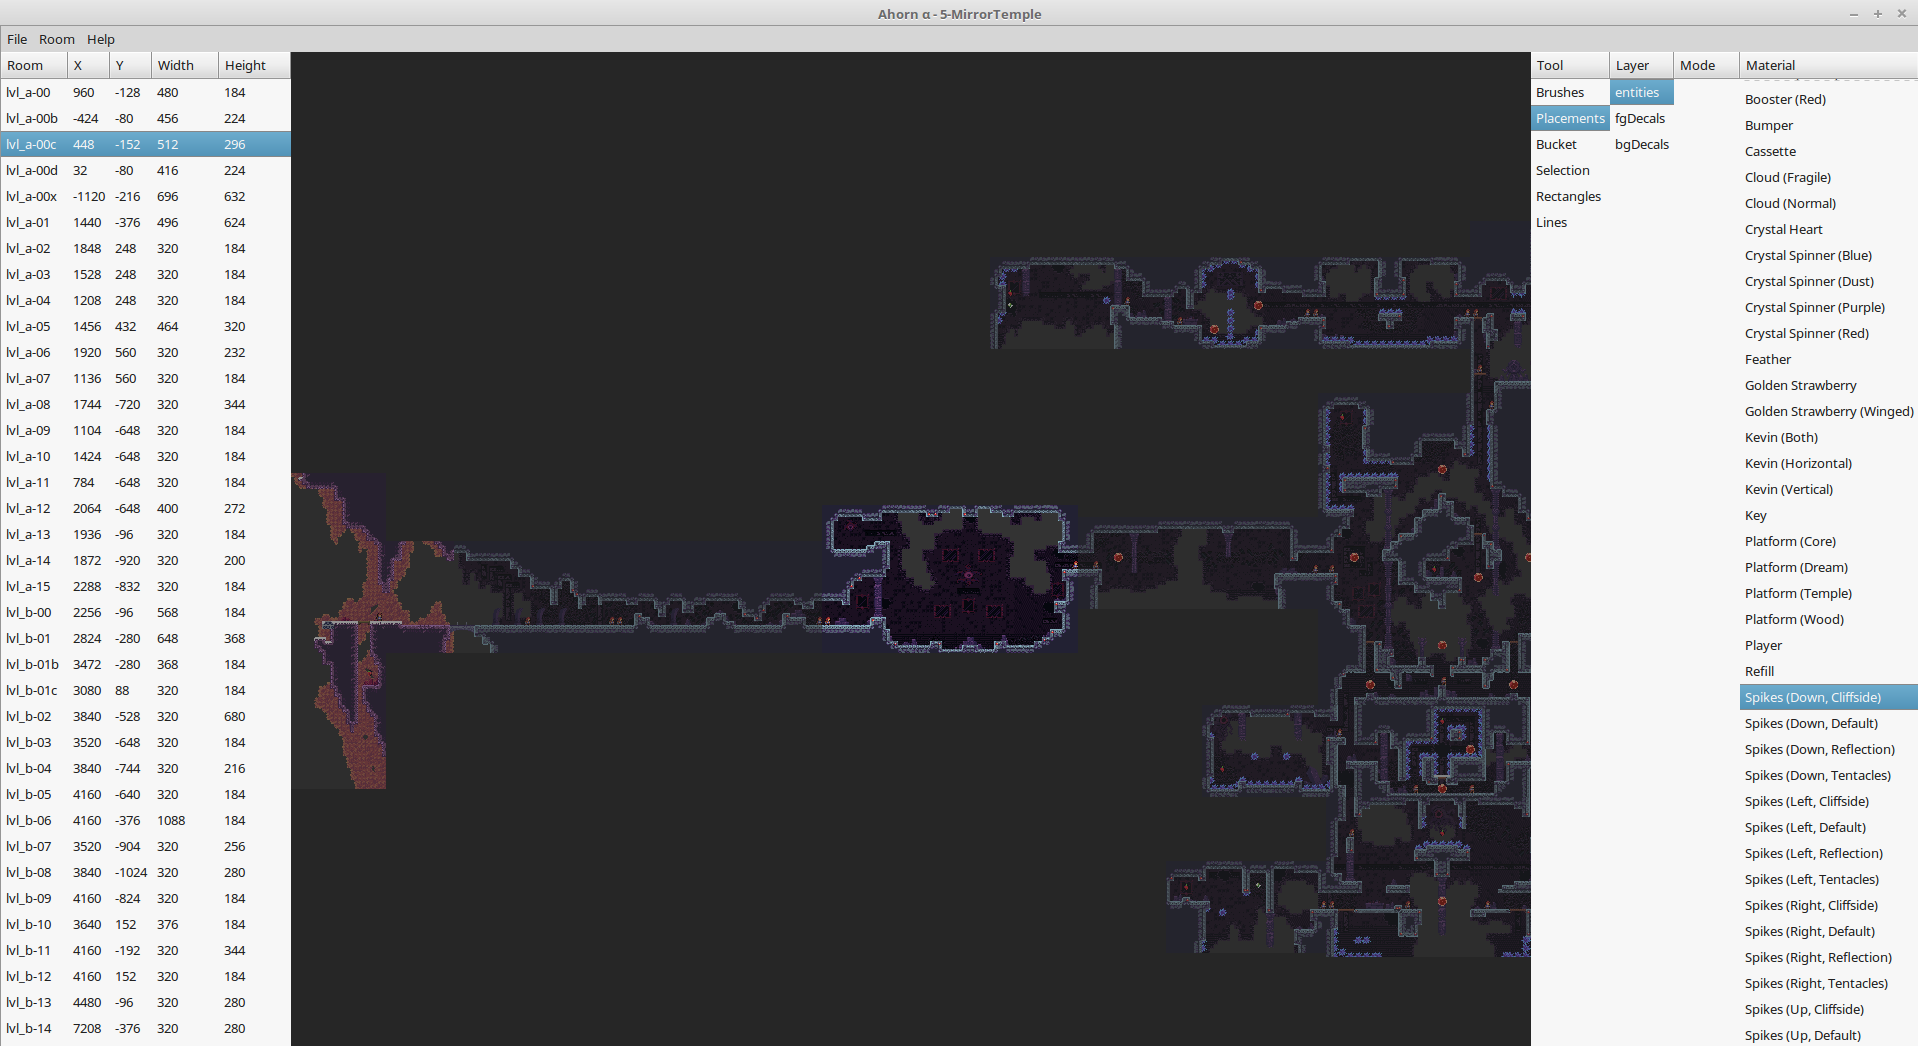 Ahorn α - 5-MirrorTemple
File Room Help
Room X Y Width Height
lvl_a-00 960 -128 480 184
lvl_a-00b -424 -80 456 224
lvl_a-00c 448 -152 512 296
lvl_a-00d 32 -80 416 224
lvl_a-00x -1120 -216 696 632
lvl_a-01 1440 -376 496 624
lvl_a-02 1848 248 320 184
lvl_a-03 1528 248 320 184
lvl_a-04 1208 248 320 184
lvl_a-05 1456 432 464 320
lvl_a-06 1920 560 320 232
lvl_a-07 1136 560 320 184
lvl_a-08 1744 -720 320 344
lvl_a-09 1104 -648 320 184
lvl_a-10 1424 -648 320 184
lvl_a-11 784 -648 320 184
lvl_a-12 2064 -648 400 272
lvl_a-13 1936 -96 320 184
lvl_a-14 1872 -920 320 200
lvl_a-15 2288 -832 320 184
lvl_b-00 2256 -96 568 184
lvl_b-01 2824 -280 648 368
lvl_b-01b 3472 -280 368 184
lvl_b-01c 3080 88 320 184
lvl_b-02 3840 -528 320 680
lvl_b-03 3520 -648 320 184
lvl_b-04 3840 -744 320 216
lvl_b-05 4160 -640 320 184
lvl_b-06 4160 -376 1088 184
lvl_b-07 3520 -904 320 256
lvl_b-08 3840 -1024 320 280
lvl_b-09 4160 -824 320 184
lvl_b-10 3640 152 376 184
lvl_b-11 4160 -192 320 344
lvl_b-12 4160 152 320 184
lvl_b-13 4480 -96 320 280
lvl_b-14 7208 -376 320 280
Tool Layer Mode Material
Brushes
Placements
Bucket
Selection
Rectangles
Lines
entities
fgDecals
bgDecals
Booster (Red)
Bumper
Cassette
Cloud (Fragile)
Cloud (Normal)
Crystal Heart
Crystal Spinner (Blue)
Crystal Spinner (Dust)
Crystal Spinner (Purple)
Crystal Spinner (Red)
Feather
Golden Strawberry
Golden Strawberry (Winged)
Kevin (Both)
Kevin (Horizontal)
Kevin (Vertical)
Key
Platform (Core)
Platform (Dream)
Platform (Temple)
Platform (Wood)
Player
Refill
Spikes (Down, Cliffside)
Spikes (Down, Default)
Spikes (Down, Reflection)
Spikes (Down, Tentacles)
Spikes (Left, Cliffside)
Spikes (Left, Default)
Spikes (Left, Reflection)
Spikes (Left, Tentacles)
Spikes (Right, Cliffside)
Spikes (Right, Default)
Spikes (Right, Reflection)
Spikes (Right, Tentacles)
Spikes (Up, Cliffside)
Spikes (Up, Default)